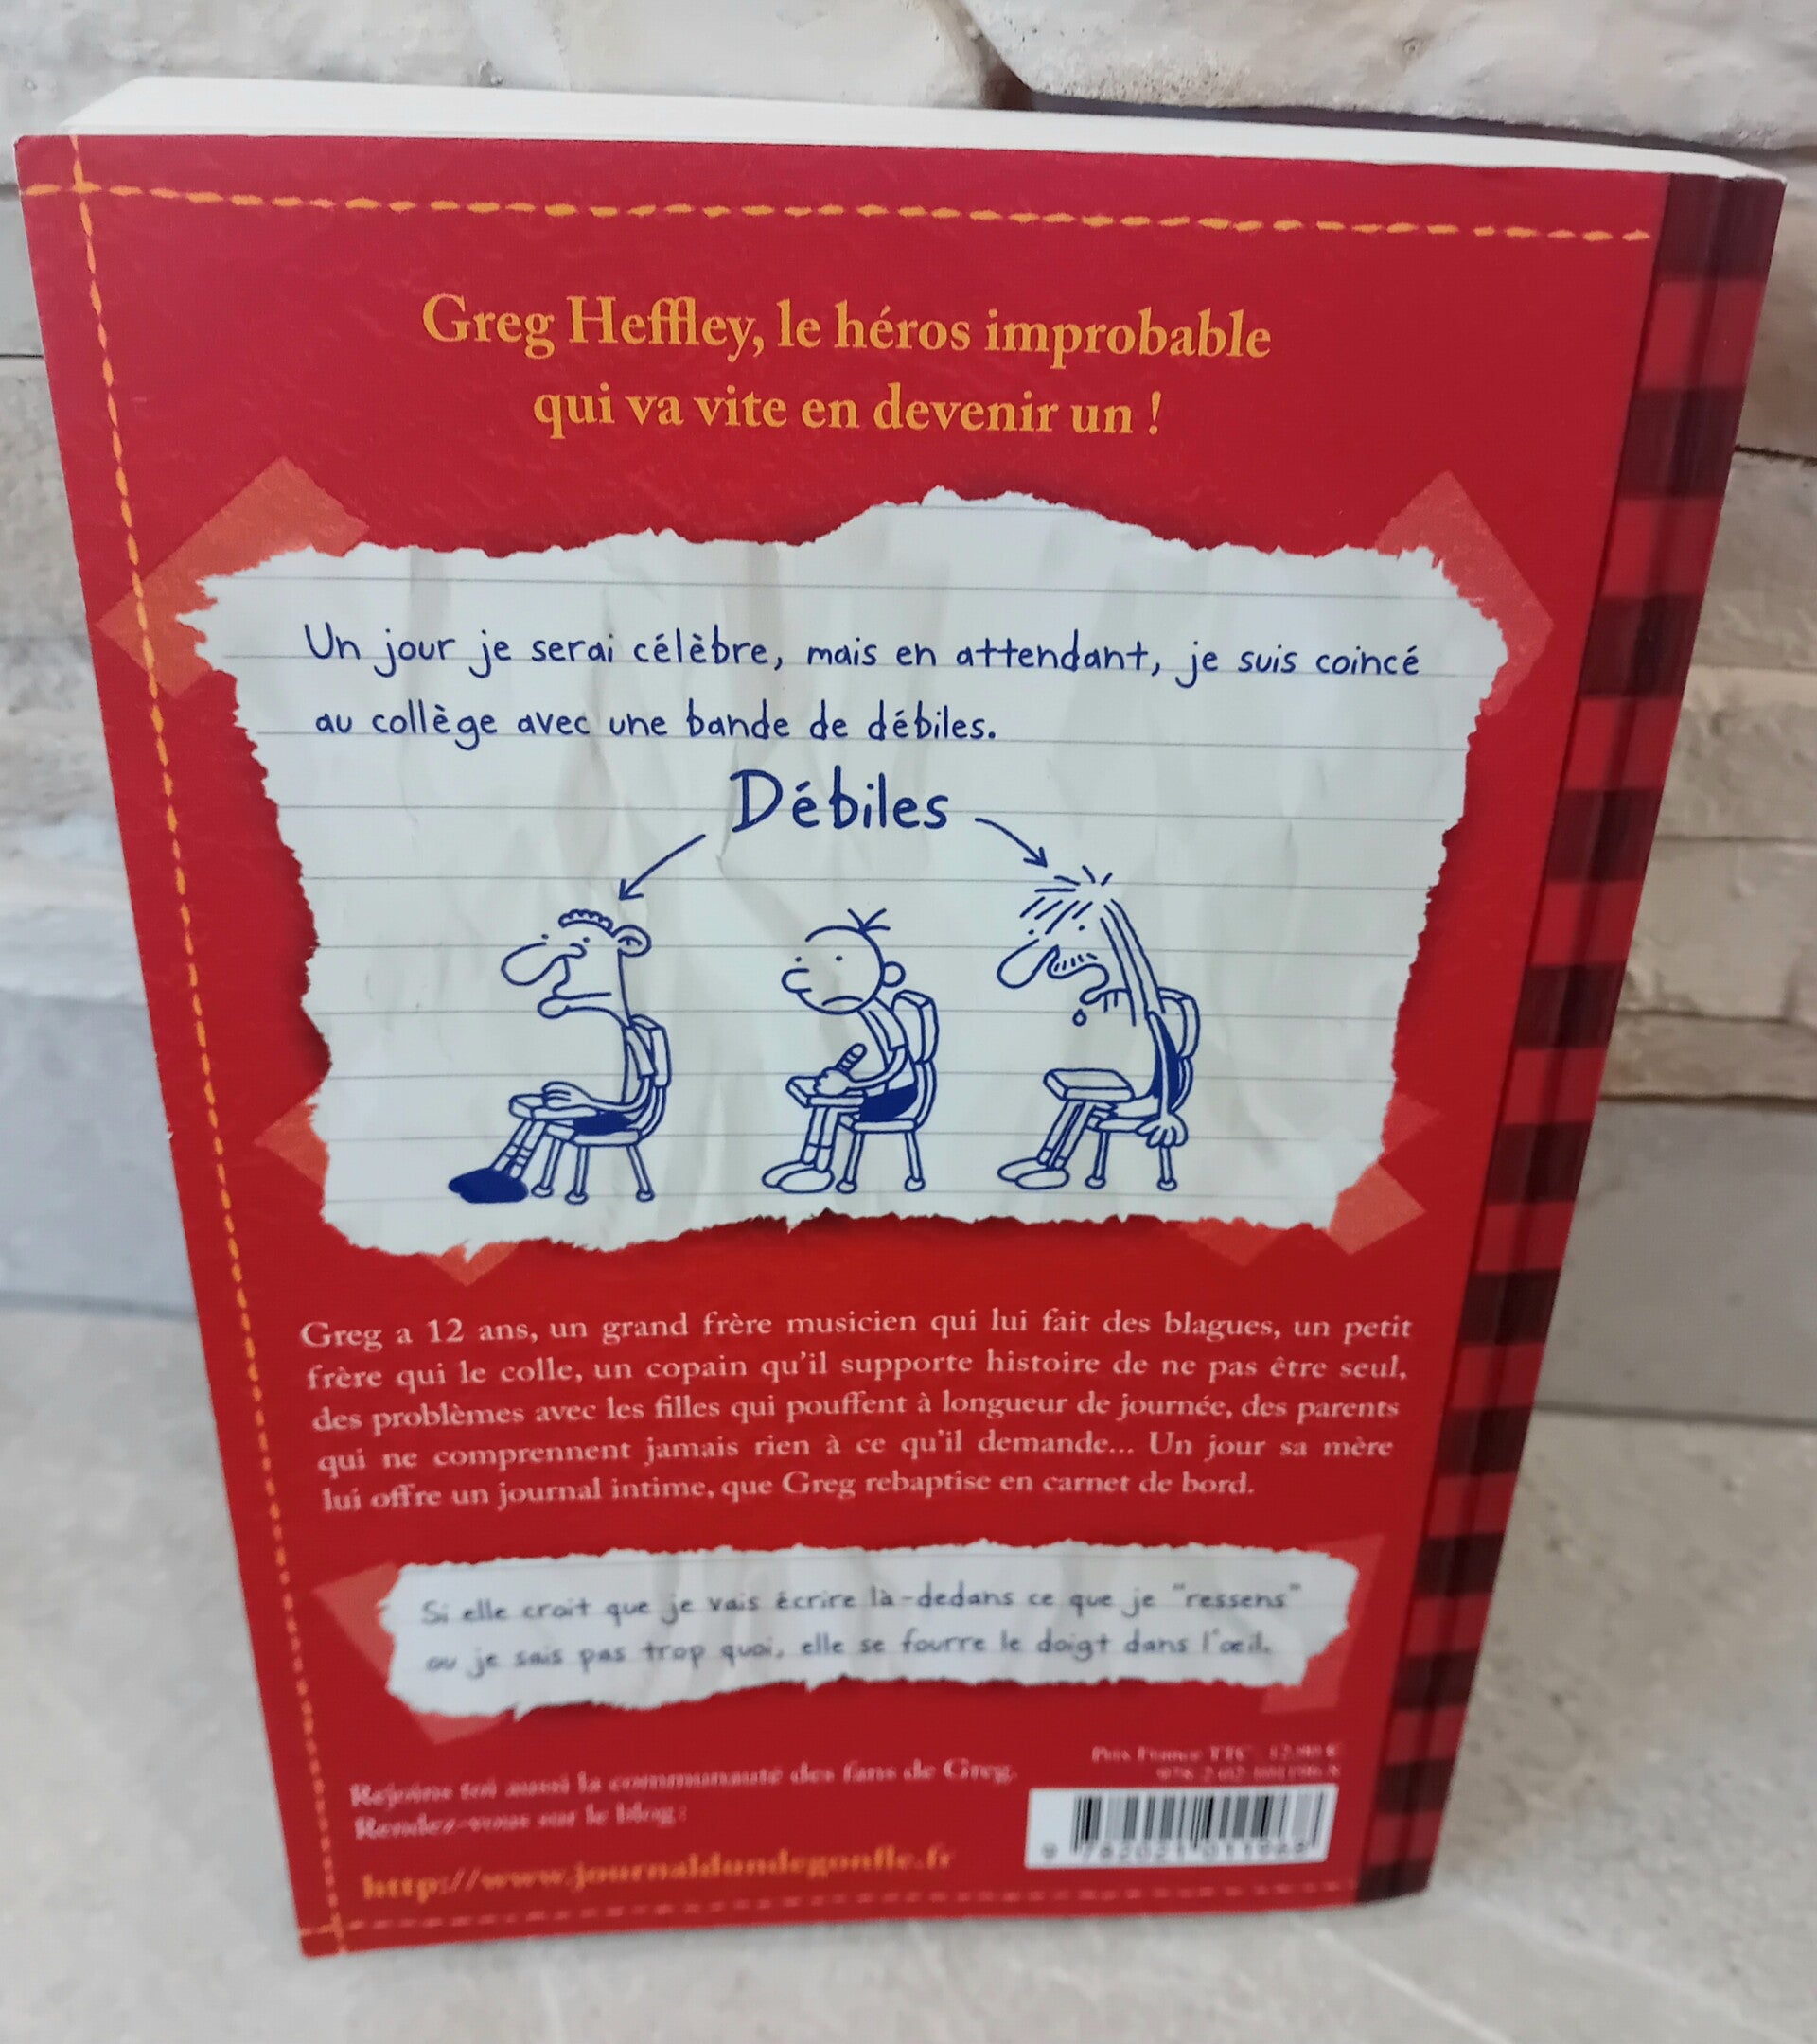 Greg Heffley, le héros improbable
qui va vite en devenir un !
Un jour je serai célèbre, mais en attendant, je suis coincé
au collège avec une bande de débiles.
Débiles
Greg a 12 ans, un grand frère musicien qui lui fait des blagues, un petit
frère qui le colle, un copain qu'il supporte histoire de ne pas être seul,
des problèmes avec les filles qui pouffent à longueur de journée, des parents
qui ne comprennent jamais rien à ce qu'il demande... Un jour sa mère
lui offre un journal intime, que Greg rebaptise en carnet de bord.
Si elle croit que je vais écrire là-dedans ce que je "ressens"
ou je sais pas trop quoi, elle se fourre le doigt dans l'œil.
Rejoins toi aussi la communauté des fans de Greg.
Rendez-vous sur le blog :
http://www.journaldundegonfle.fr
Prix France TTC